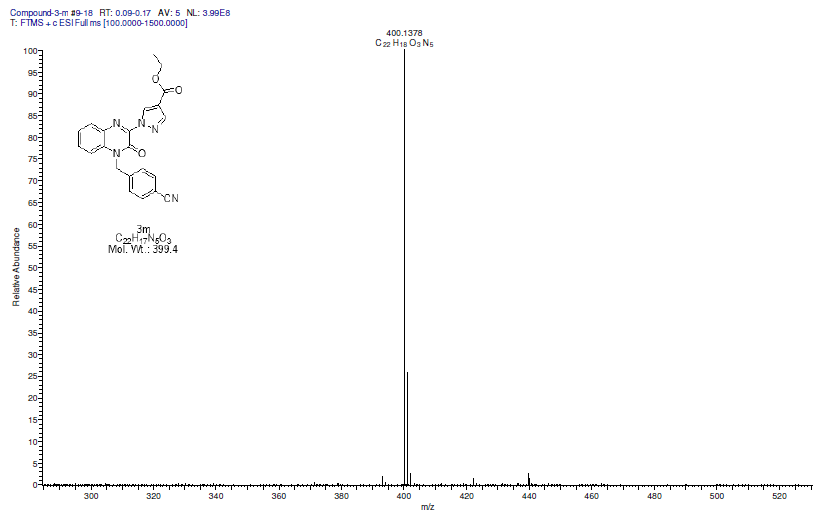 Compound-3-m #9-18 RT: 0.09-0.17 AV: 5 NL: 3.99E8
T: FTMS + c ESI Full ms [100.0000-1500.0000]
400.1378
C22 H18 O3 N5
100
95
90
85
80
75
70
65
60
55
50
45
40
35
30
25
20
15
10
5
0
Relative Abundance
O
O
N
N
N
N
O
CN
3m
C22H17N5O3
Mol. Wt.: 399.4
300
320
340
360
380
400
420
440
460
480
500
520
m/z